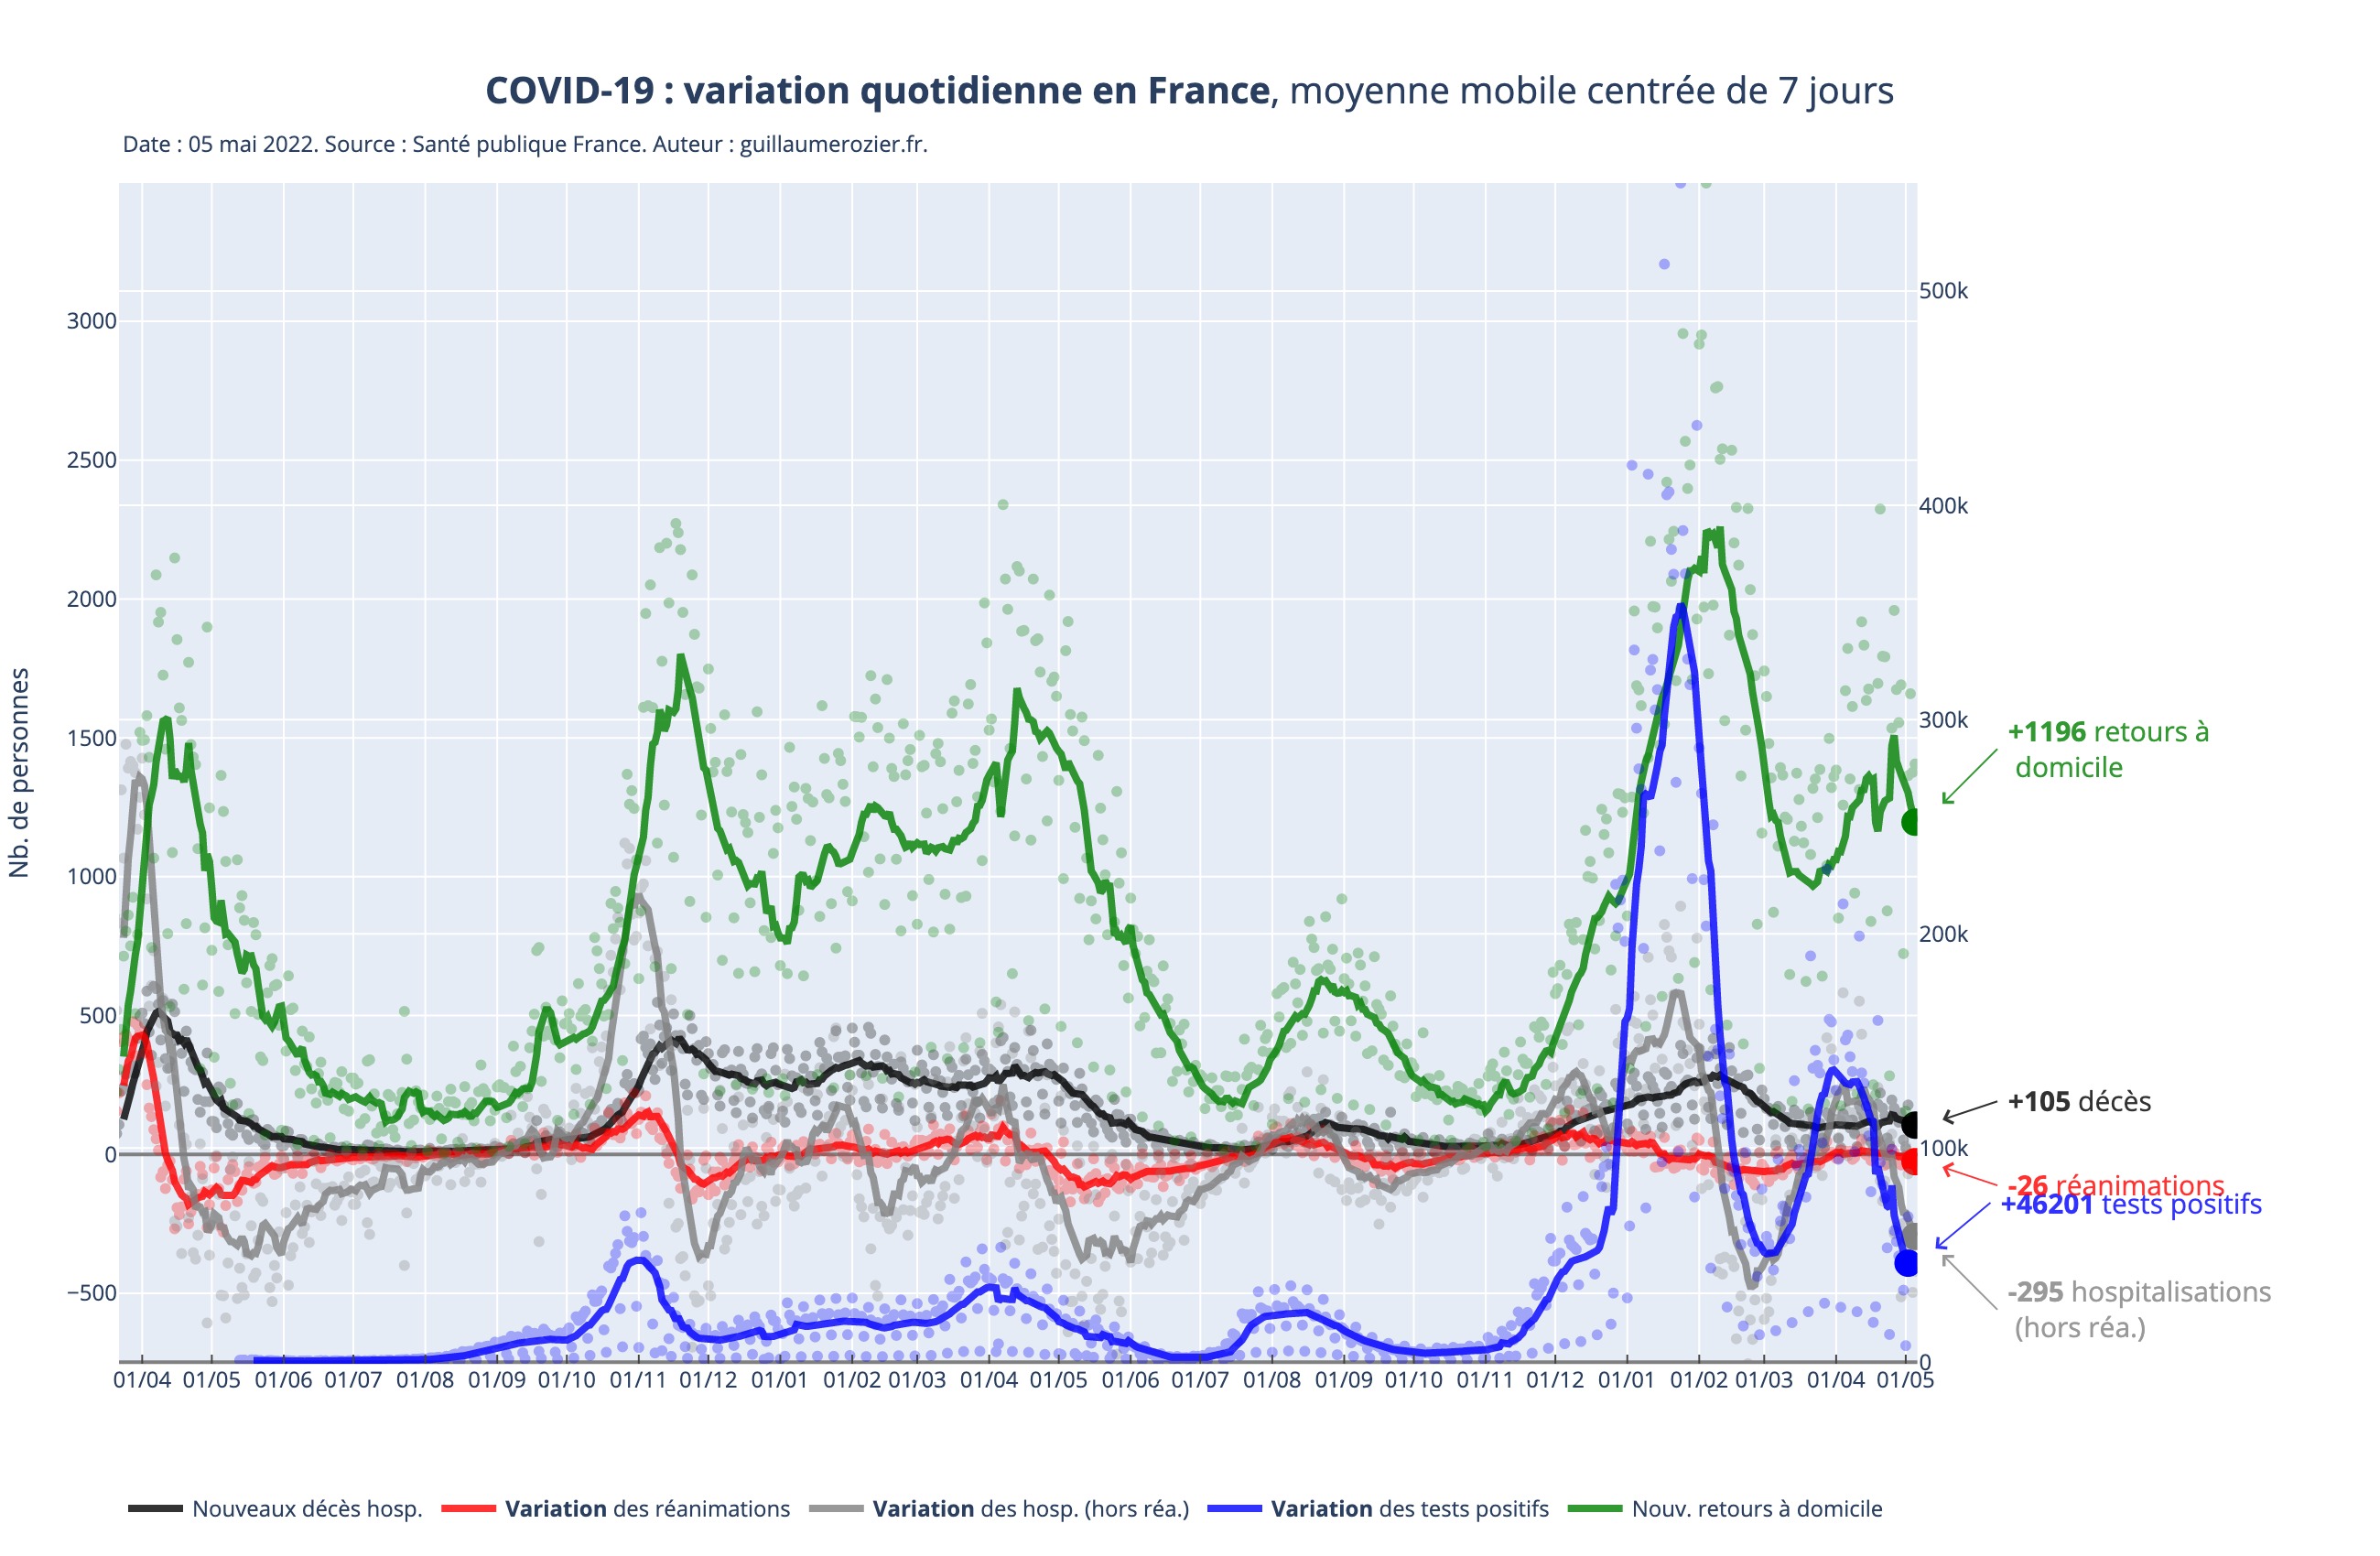 COVID-19 : variation quotidienne en France, moyenne mobile centrée de 7 jours
Date : 05 mai 2022. Source : Santé publique France. Auteur : guillaumerozier.fr.
Nb. de personnes
3000
2500
2000
1500
1000
500
0
−500
500k
400k
300k
200k
100k
0
+1196 retours à
domicile
+105 décès
-26 réanimations
+46201 tests positifs
-295 hospitalisations
(hors réa.)
01/04 01/05 01/06 01/07 01/08 01/09 01/10 01/11 01/12 01/01 01/02 01/03 01/04 01/05 01/06 01/07 01/08 01/09 01/10 01/11 01/12 01/01 01/02 01/03 01/04 01/05
Nouveaux décès hosp. Variation des réanimations Variation des hosp. (hors réa.) Variation des tests positifs Nouv. retours à domicile